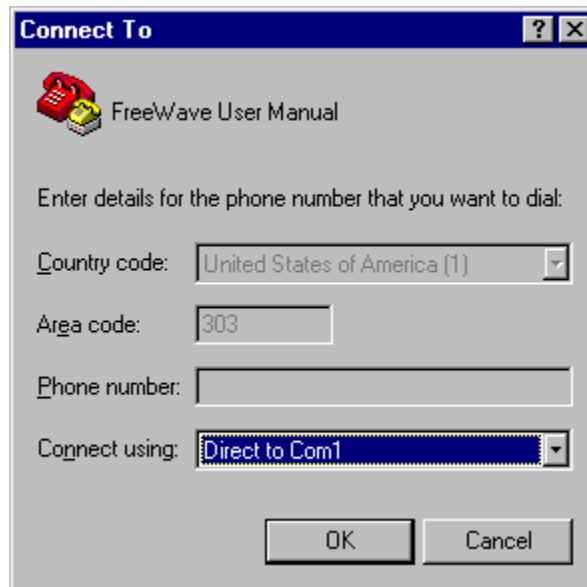 Connect To
FreeWave User Manual
Enter details for the phone number that you want to dial:
Country code: United States of America (1)
Area code: 303
Phone number:
Connect using: Direct to Com1
OK Cancel